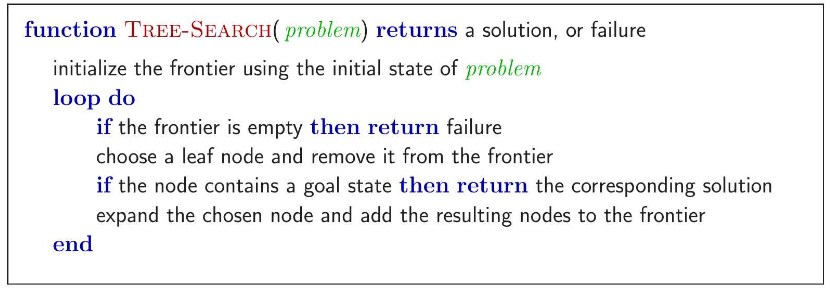 function TREE-SEARCH( problem) returns a solution, or failure
initialize the frontier using the initial state of problem
loop do
if the frontier is empty then return failure
choose a leaf node and remove it from the frontier
if the node contains a goal state then return the corresponding solution
expand the chosen node and add the resulting nodes to the frontier
end